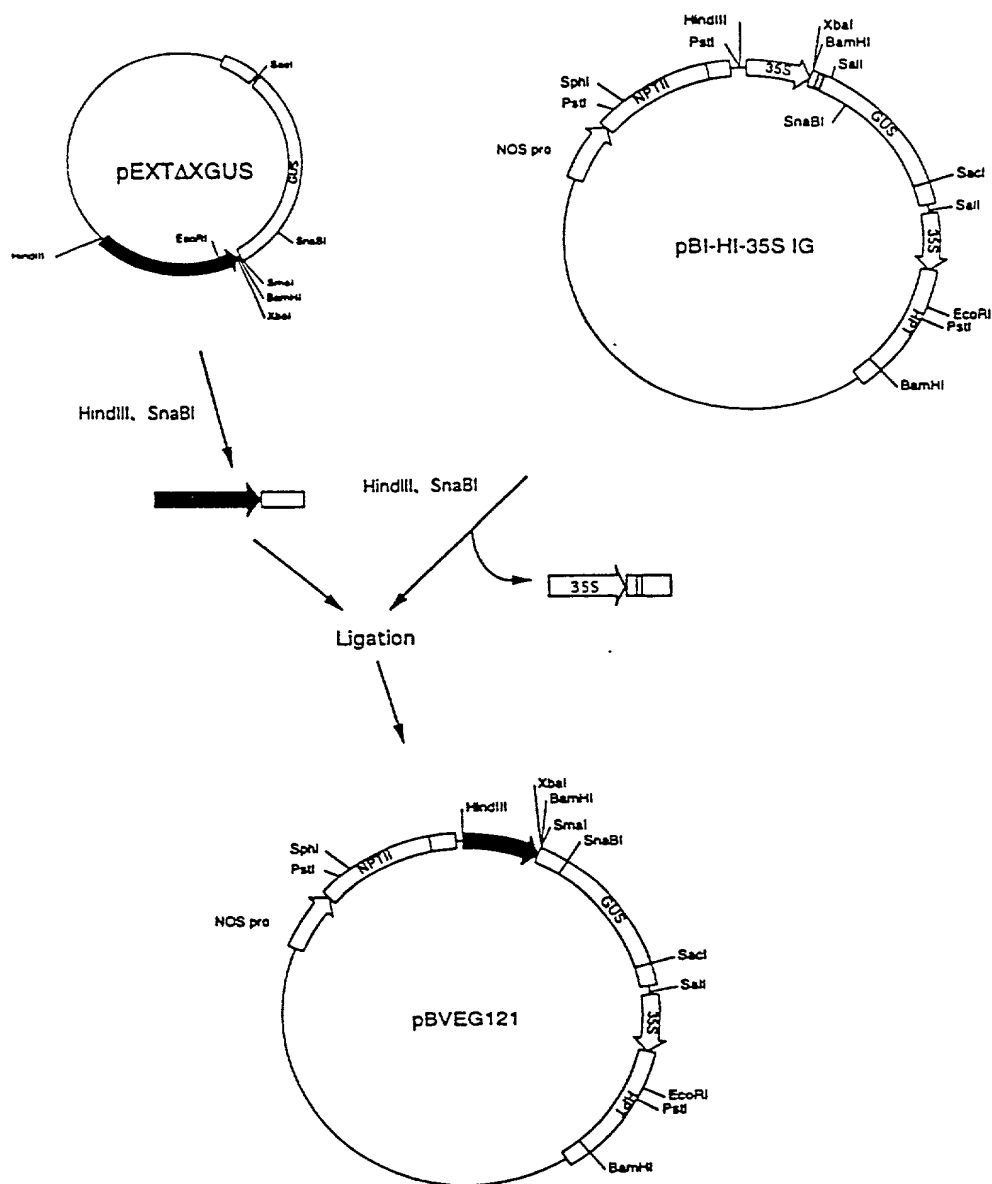 SacI
GUS
pEXTΔXGUS
EcoRI
SnaBI
HindIII
SmaI
BamHI
XbaI
HindIII
PstI
35S
XbaI
BamHI
SalI
SphI
PstI
NPTII
SnaBI
GUS
NOS pro
SacI
SalI
35S
pBI-HI-35S IG
EcoRI
PstI
HPT
BamHI
HindIII、SnaBI
HindIII、SnaBI
35S
Ligation
XbaI
BamHI
HindIII
SmaI
SnaBI
SphI
PstI
NPTII
GUS
NOS pro
SacI
SalI
35S
pBVEG121
EcoRI
PstI
HPT
BamHI